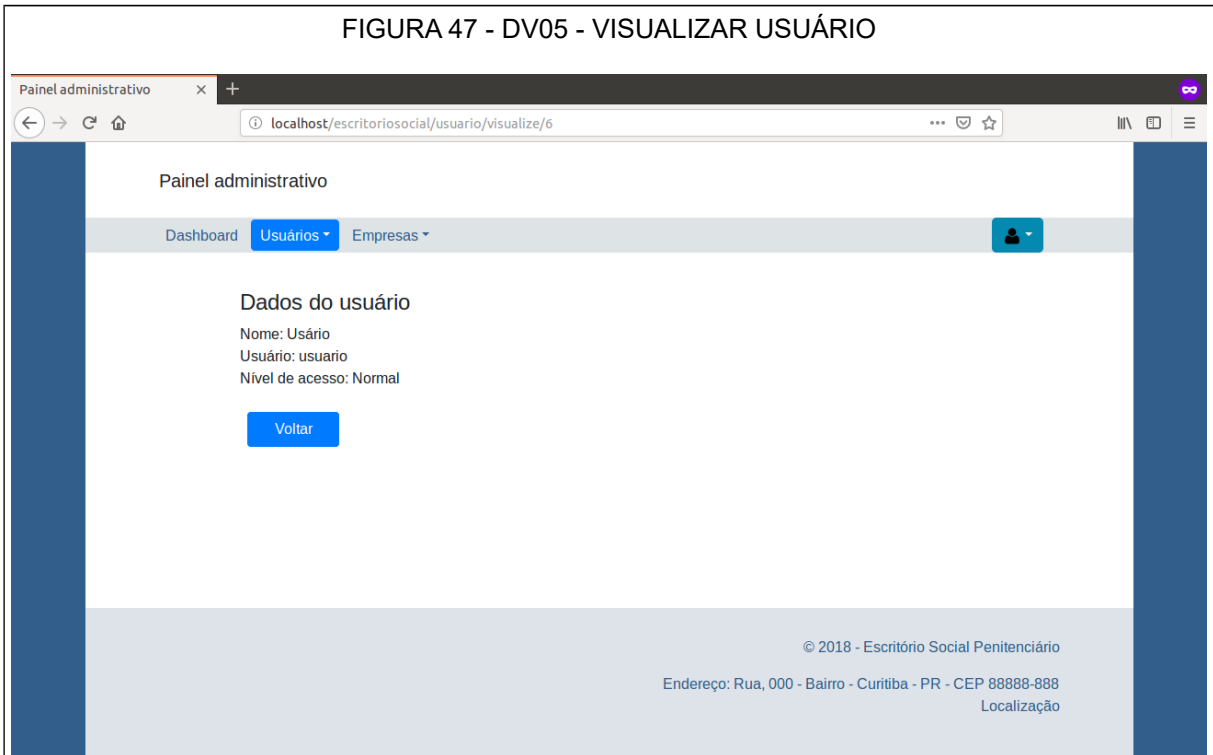 FIGURA 47 - DV05 - VISUALIZAR USUÁRIO
Painel administrativo
localhost/escritoriosocial/usuario/visualize/6
Painel administrativo
Dashboard Usuários Empresas
Dados do usuário
Nome: Usário
Usuário: usuario
Nível de acesso: Normal
Voltar
© 2018 - Escritório Social Penitenciário
Endereço: Rua, 000 - Bairro - Curitiba - PR - CEP 88888-888
Localização